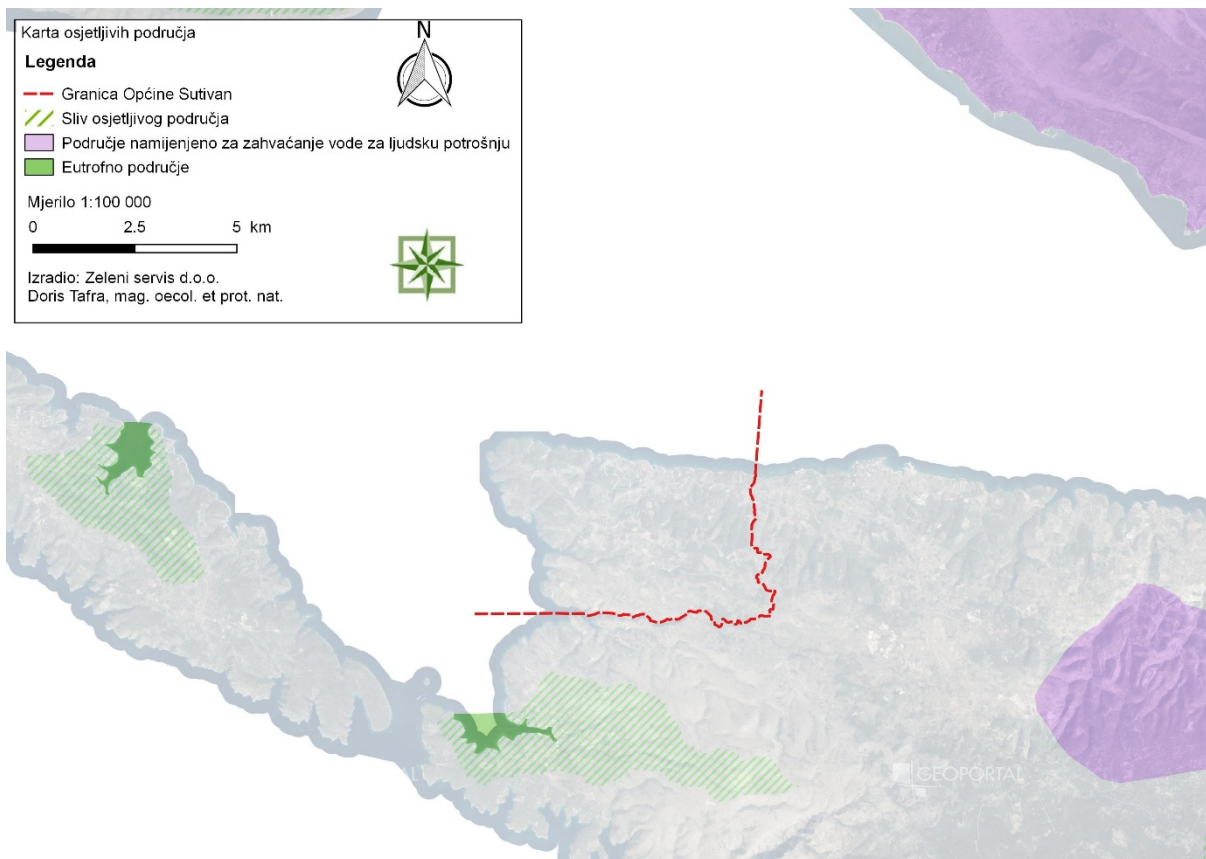 Karta osjetljivih područja
N
Legenda
Granica Općine Sutivan
Sliv osjetljivog područja
Područje namijenjeno za zahvaćanje vode za ljudsku potrošnju
Eutrofno područje
Mjerilo 1:100 000
0 2.5 5 km
Izradio: Zeleni servis d.o.o.
Doris Tafra, mag. oecol. et prot. nat.
GEOPORTAL